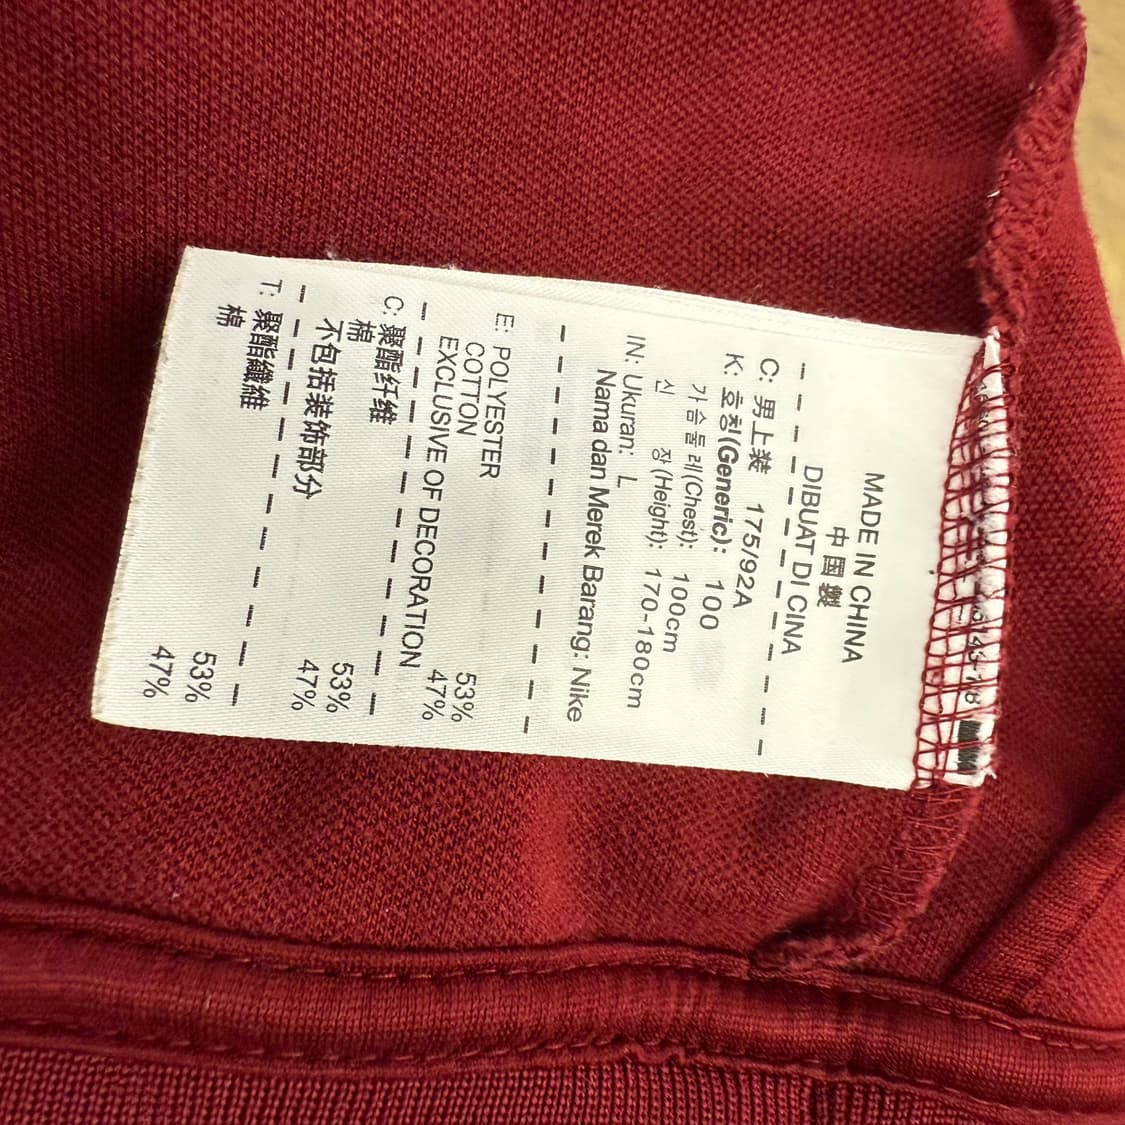 MADE IN CHINA
中國製
DIBUAT DI CINA
C: 男上装 175/92A
K: 호칭(Generic): 100
가슴둘레(Chest): 100cm
신 장(Height): 170-180cm
IN: Ukuran: L
Nama dan Merek Barang: Nike
E: POLYESTER 53%
COTTON 47%
EXCLUSIVE OF DECORATION
C: 聚酯纤维 53%
棉 47%
不包括装饰部分
T: 聚酯纖維 53%
棉 47%